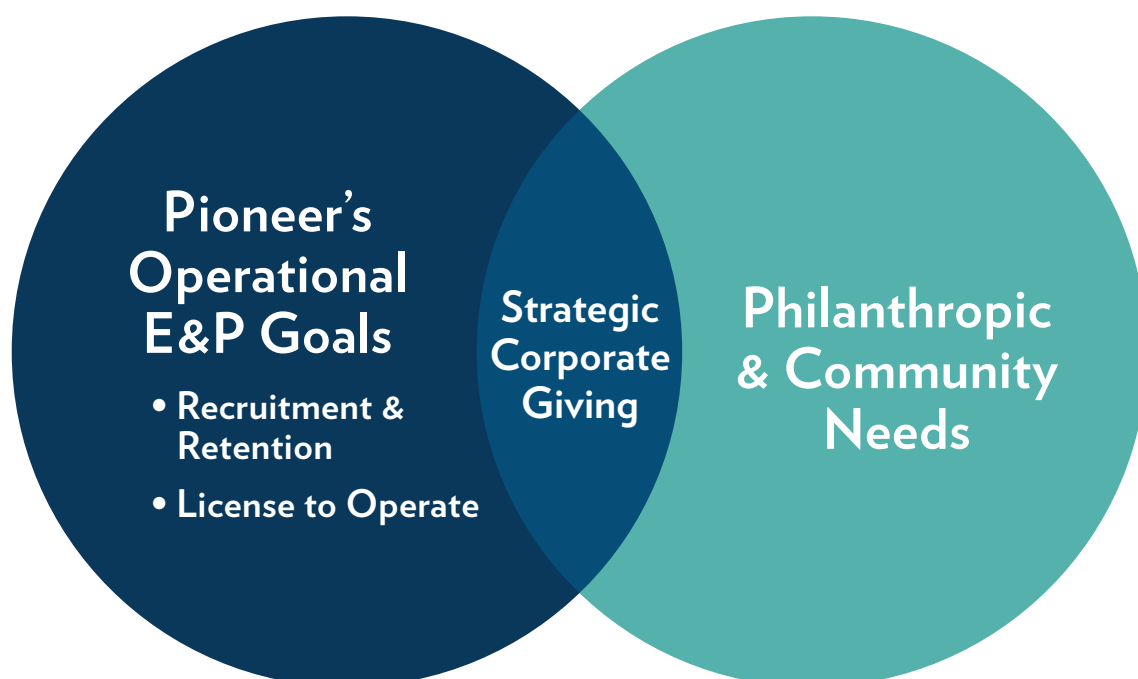 Pioneer’s
Operational
E&P Goals
• Recruitment &
Retention
• License to Operate
Strategic
Corporate
Giving
Philanthropic
& Community
Needs